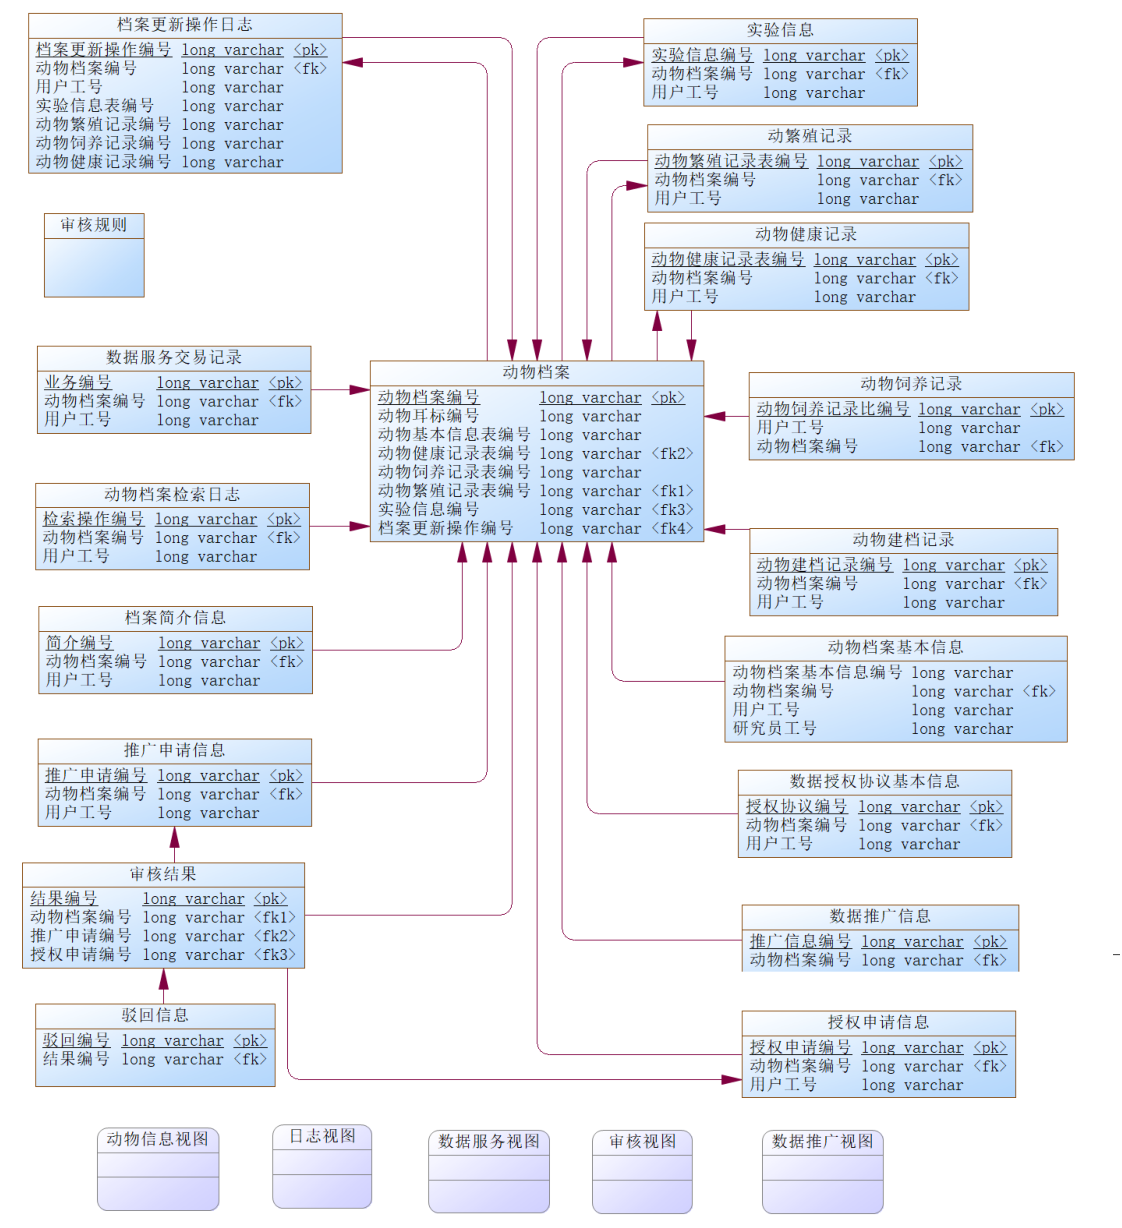 档案更新操作日志
档案更新操作编号 long varchar <pk>
动物档案编号 long varchar <fk>
用户工号 long varchar
实验信息表编号 long varchar
动物繁殖记录编号 long varchar
动物饲养记录编号 long varchar
动物健康记录编号 long varchar
实验信息
实验信息编号 long varchar <pk>
动物档案编号 long varchar <fk>
用户工号 long varchar
动繁殖记录
动物繁殖记录表编号 long varchar <pk>
动物档案编号 long varchar <fk>
用户工号 long varchar
审核规则
动物健康记录
动物健康记录表编号 long varchar <pk>
动物档案编号 long varchar <fk>
用户工号 long varchar
数据服务交易记录
业务编号 long varchar <pk>
动物档案编号 long varchar <fk>
用户工号 long varchar
动物档案
动物档案编号 long varchar <pk>
动物耳标编号 long varchar
动物基本信息表编号 long varchar
动物健康记录表编号 long varchar <fk2>
动物饲养记录表编号 long varchar
动物繁殖记录表编号 long varchar <fk1>
实验信息编号 long varchar <fk3>
档案更新操作编号 long varchar <fk4>
动物饲养记录
动物饲养记录比编号 long varchar <pk>
用户工号 long varchar
动物档案编号 long varchar <fk>
动物档案检索日志
检索操作编号 long varchar <pk>
动物档案编号 long varchar <fk>
用户工号 long varchar
动物建档记录
动物建档记录编号 long varchar <pk>
动物档案编号 long varchar <fk>
用户工号 long varchar
档案简介信息
简介编号 long varchar <pk>
动物档案编号 long varchar <fk>
用户工号 long varchar
动物档案基本信息
动物档案基本信息编号 long varchar
动物档案编号 long varchar <fk>
用户工号 long varchar
研究员工号 long varchar
推广申请信息
推广申请编号 long varchar <pk>
动物档案编号 long varchar <fk>
用户工号 long varchar
数据授权协议基本信息
授权协议编号 long varchar <pk>
动物档案编号 long varchar <fk>
用户工号 long varchar
审核结果
结果编号 long varchar <pk>
动物档案编号 long varchar <fk1>
推广申请编号 long varchar <fk2>
授权申请编号 long varchar <fk3>
数据推广信息
推广信息编号 long varchar <pk>
动物档案编号 long varchar <fk>
驳回信息
驳回编号 long varchar <pk>
结果编号 long varchar <fk>
授权申请信息
授权申请编号 long varchar <pk>
动物档案编号 long varchar <fk>
用户工号 long varchar
动物信息视图
日志视图
数据服务视图
审核视图
数据推广视图